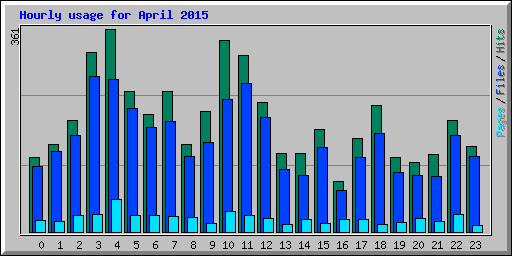 Hourly usage for April 2015
361
Pages / Files / Hits
0 1 2 3 4 5 6 7 8 9 10 11 12 13 14 15 16 17 18 19 20 21 22 23